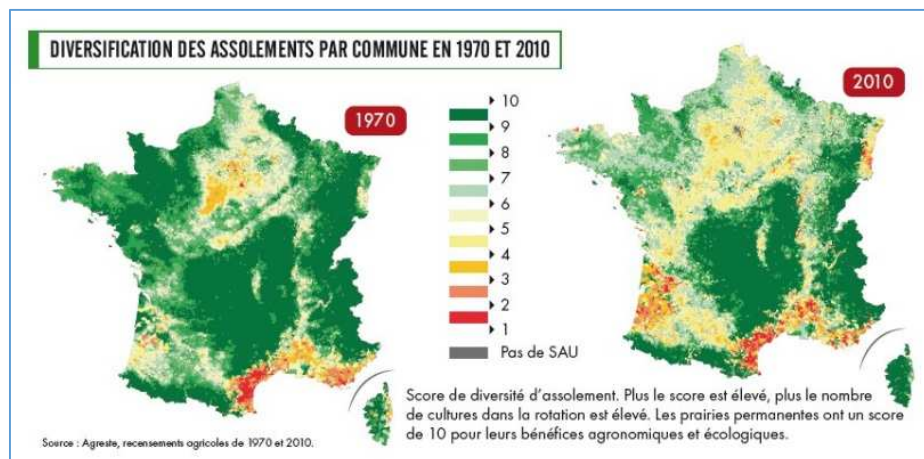 DIVERSIFICATION DES ASSOLEMENTS PAR COMMUNE EN 1970 ET 2010
1970
2010
10
9
8
7
6
5
4
3
2
1
Pas de SAU
Score de diversité d'assolement. Plus le score est élevé, plus le nombre
de cultures dans la rotation est élevé. Les prairies permanentes ont un score
de 10 pour leurs bénéfices agronomiques et écologiques.
Source : Agreste, recensements agricoles de 1970 et 2010.